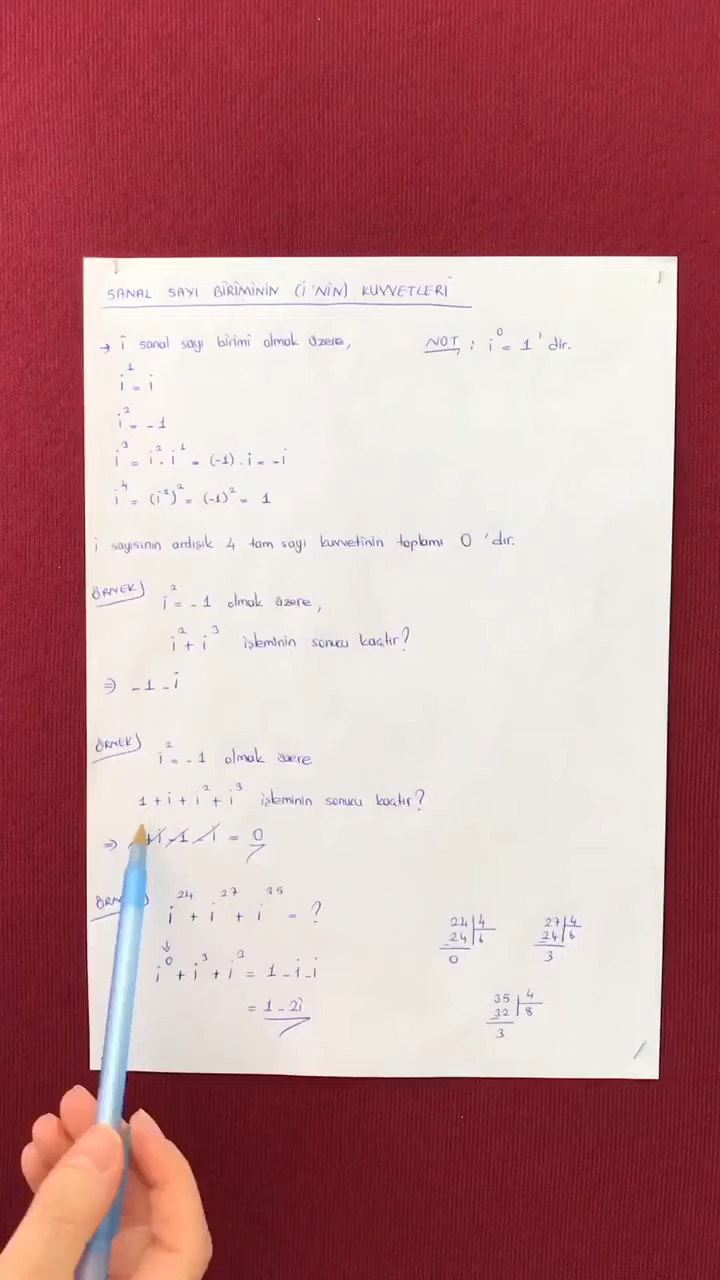 SANAL SAYI BİRİMİNİN (İ'NİN) KUVVETLERİ
→ i sanal sayı birimi olmak üzere,
NOT : i⁰ = 1 ' dir.
i¹ = i
i² = -1
i³ = i² . i¹ = (-1) . i = -i
i⁴ = (i²)² = (-1)² = 1
i sayısının ardışık 4 tam sayı kuvvetinin toplamı 0 'dır.
ÖRNEK) i² = -1 olmak üzere,
i² + i³ işleminin sonucu kaçtır?
⇒ -1 - i
ÖRNEK) i² = -1 olmak üzere
1 + i + i² + i³ işleminin sonucu kaçtır?
⇒ +i -1 -i = 0
i²⁴ + i²⁷ + i³⁵ = ?
↓
i⁰ + i³ + i³ = 1 - i - i
= 1 - 2i
24 | 4
24 | 6
0
27 | 4
24 | 6
3
35 | 4
32 | 8
3